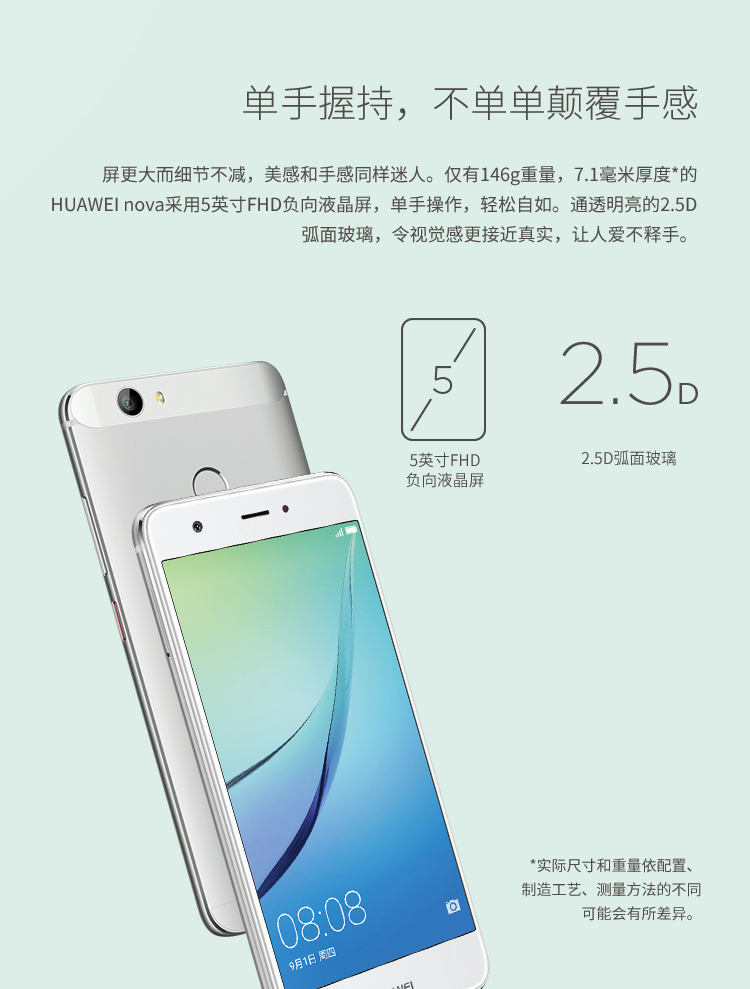 单手握持，不单单颠覆手感
屏更大而细节不减，美感和手感同样迷人。仅有146g重量，7.1毫米厚度*的
HUAWEI nova采用5英寸FHD负向液晶屏，单手操作，轻松自如。通透明亮的2.5D
弧面玻璃，令视觉感更接近真实，让人爱不释手。
5
2.5D
5英寸FHD
负向液晶屏
2.5D弧面玻璃
*实际尺寸和重量依配置、
制造工艺、测量方法的不同
可能会有所差异。
08:08
9月1日 周四